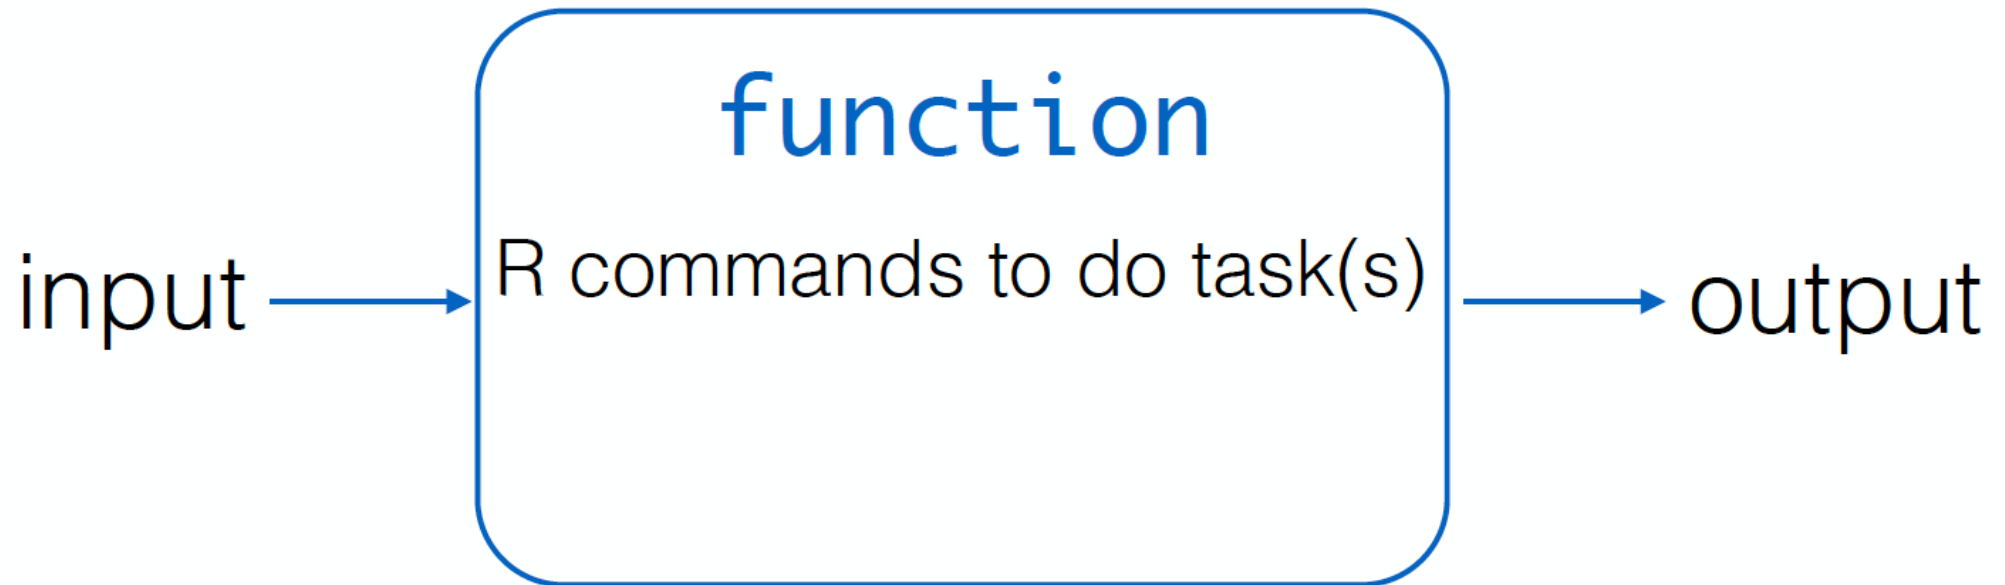 function
input
R commands to do task(s)
output